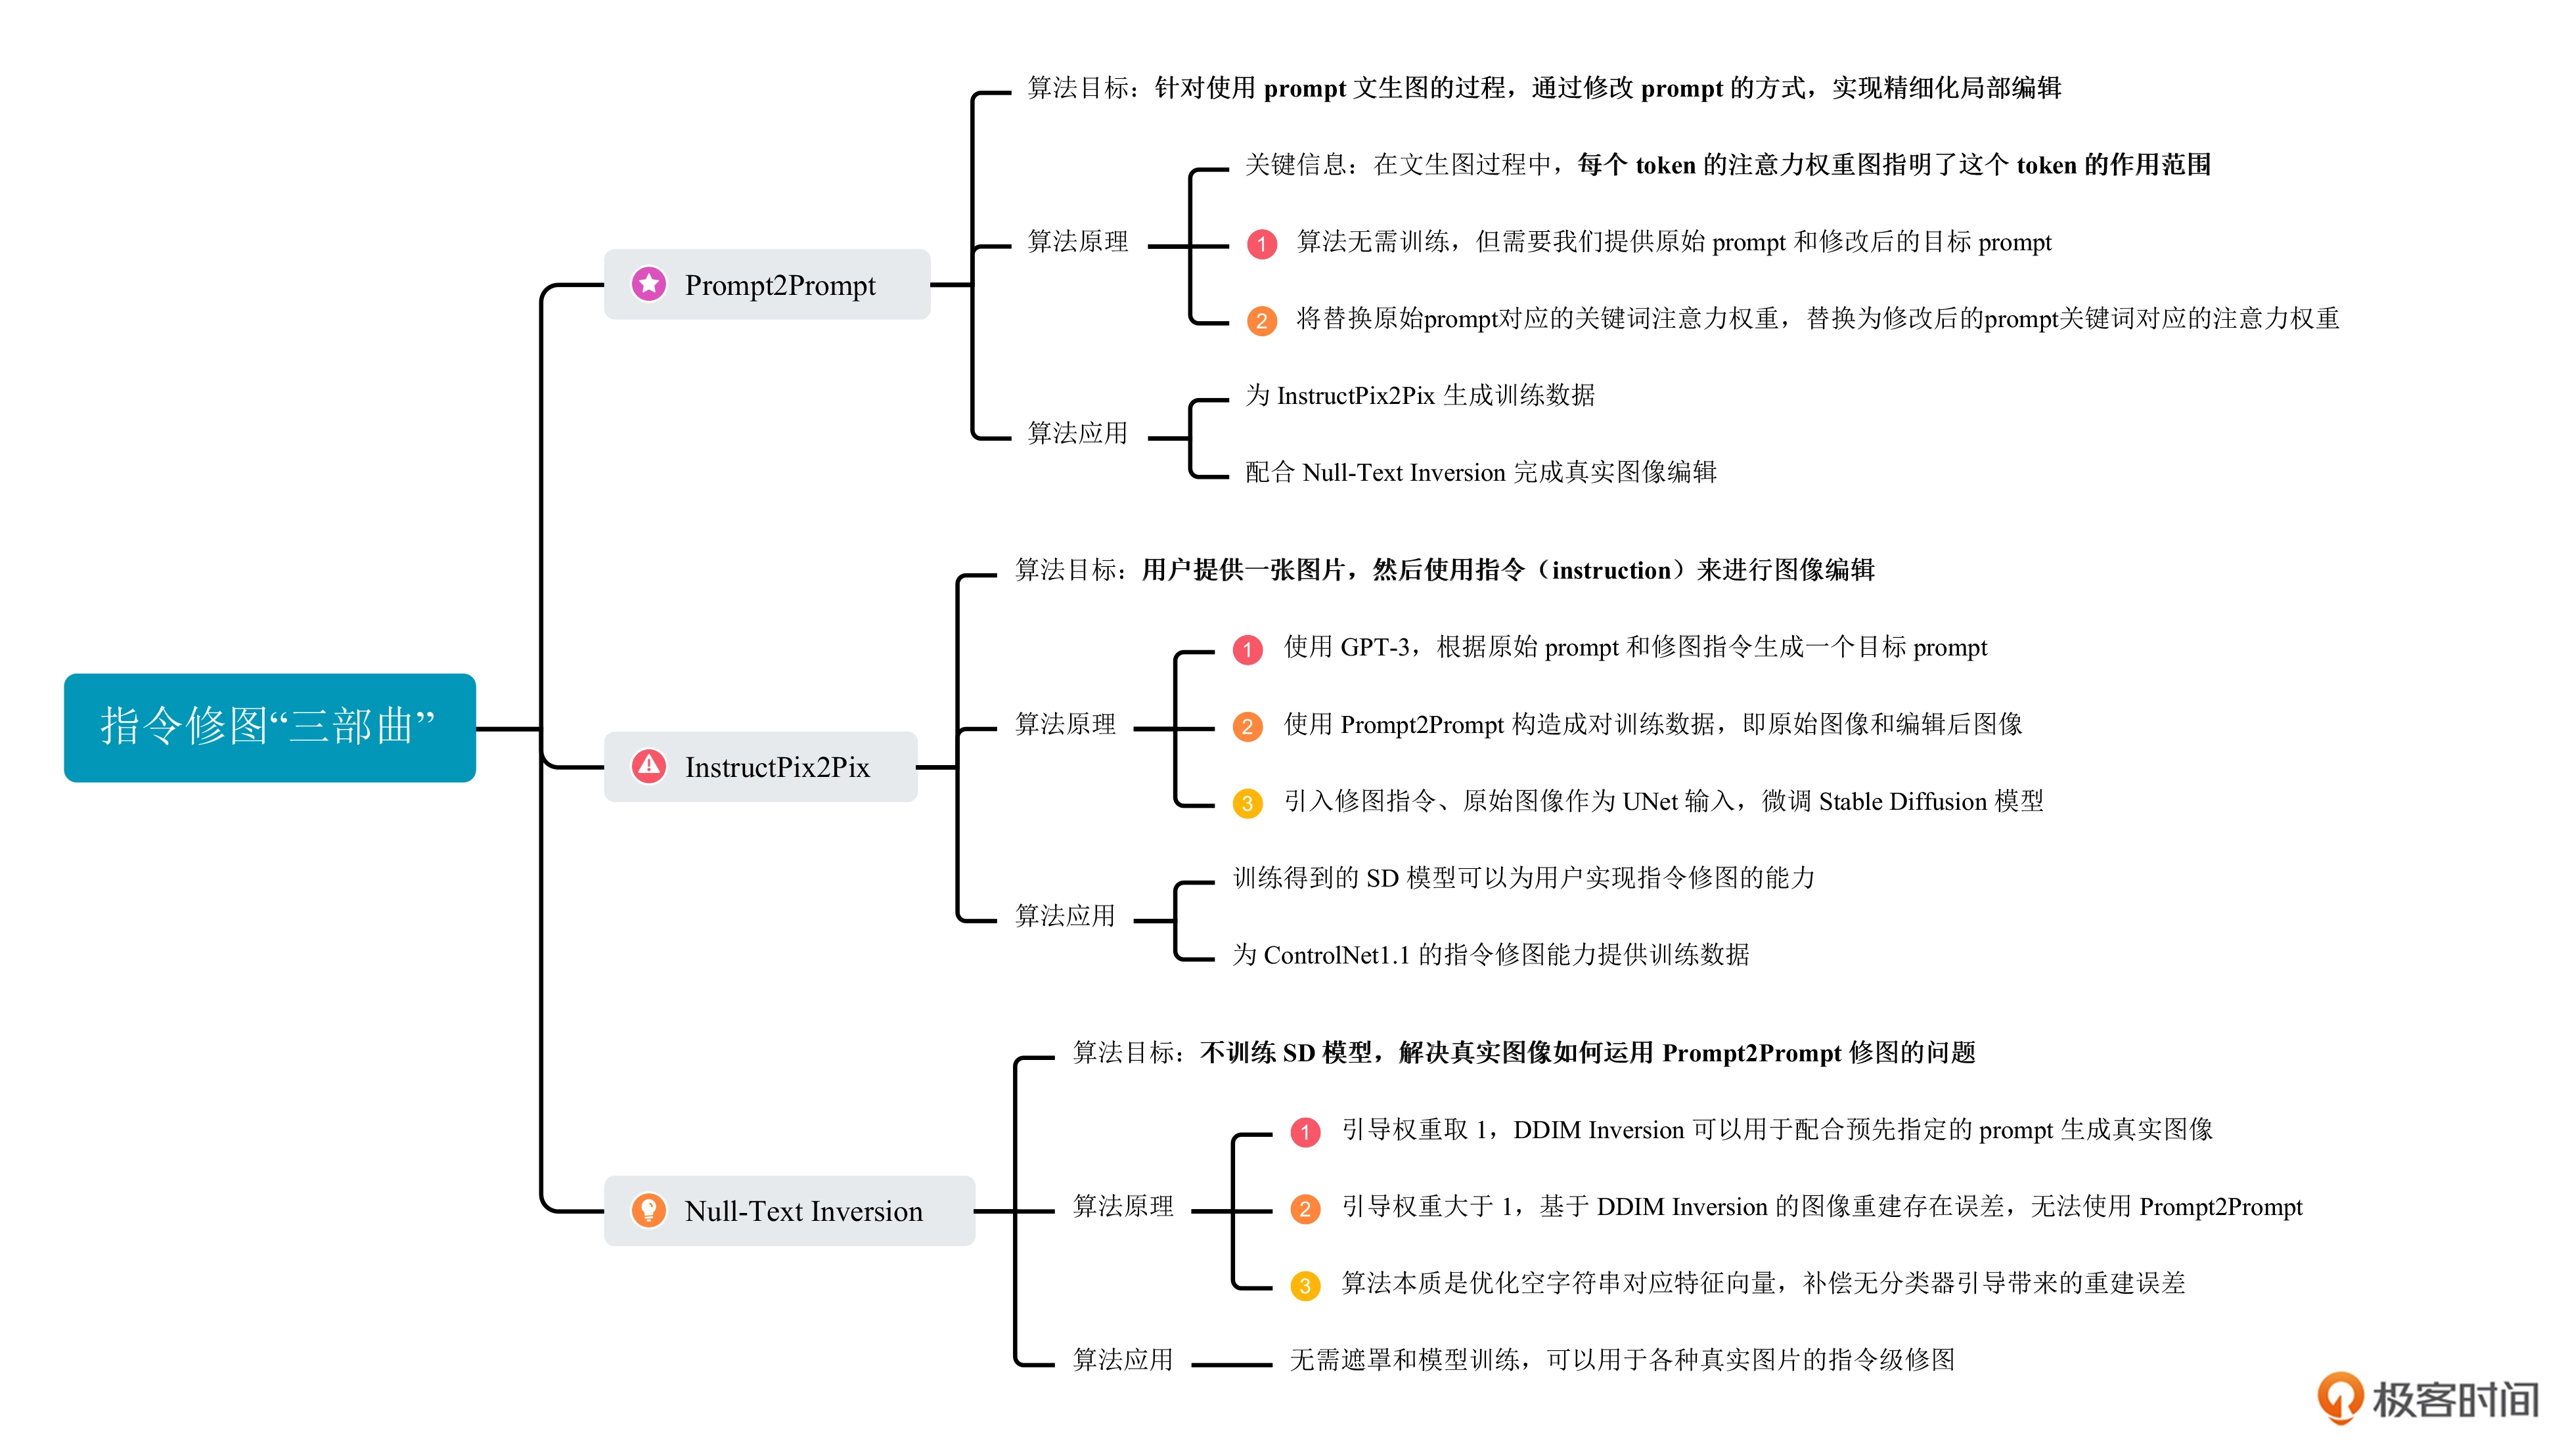 算法目标：针对使用 prompt 文生图的过程，通过修改 prompt 的方式，实现精细化局部编辑
关键信息：在文生图过程中，每个 token 的注意力权重图指明了这个 token 的作用范围
算法原理
1 算法无需训练，但需要我们提供原始 prompt 和修改后的目标 prompt
Prompt2Prompt
2 将替换原始prompt对应的关键词注意力权重，替换为修改后的prompt关键词对应的注意力权重
为 InstructPix2Pix 生成训练数据
算法应用
配合 Null-Text Inversion 完成真实图像编辑
算法目标：用户提供一张图片，然后使用指令（instruction）来进行图像编辑
1 使用 GPT-3，根据原始 prompt 和修图指令生成一个目标 prompt
指令修图“三部曲”
算法原理
2 使用 Prompt2Prompt 构造成对训练数据，即原始图像和编辑后图像
InstructPix2Pix
3 引入修图指令、原始图像作为 UNet 输入，微调 Stable Diffusion 模型
训练得到的 SD 模型可以为用户实现指令修图的能力
算法应用
为 ControlNet1.1 的指令修图能力提供训练数据
算法目标：不训练 SD 模型，解决真实图像如何运用 Prompt2Prompt 修图的问题
1 引导权重取 1，DDIM Inversion 可以用于配合预先指定的 prompt 生成真实图像
Null-Text Inversion
算法原理
2 引导权重大于 1，基于 DDIM Inversion 的图像重建存在误差，无法使用 Prompt2Prompt
3 算法本质是优化空字符串对应特征向量，补偿无分类器引导带来的重建误差
算法应用
无需遮罩和模型训练，可以用于各种真实图片的指令级修图
极客时间